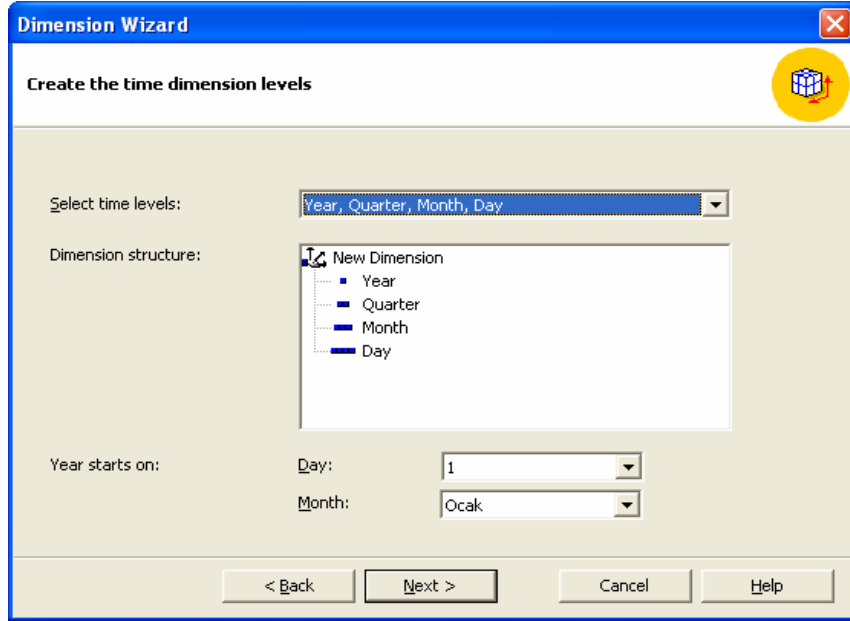 Dimension Wizard
Create the time dimension levels
Select time levels: Year, Quarter, Month, Day
Dimension structure: New Dimension
Year
Quarter
Month
Day
Year starts on: Day: 1
Month: Ocak
< Back Next > Cancel Help